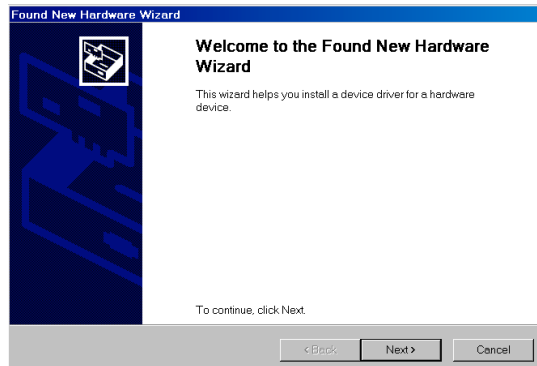 Found New Hardware Wizard
Welcome to the Found New Hardware
Wizard
This wizard helps you install a device driver for a hardware
device.
To continue, click Next.
< Back
Next >
Cancel